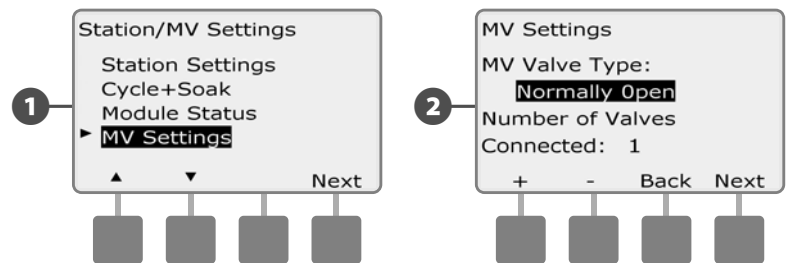 1
Station/MV Settings
Station Settings
Cycle+Soak
Module Status
► MV Settings
▲ ▼ Next
2
MV Settings
MV Valve Type:
Normally 0pen
Number of Valves
Connected: 1
+ - Back Next